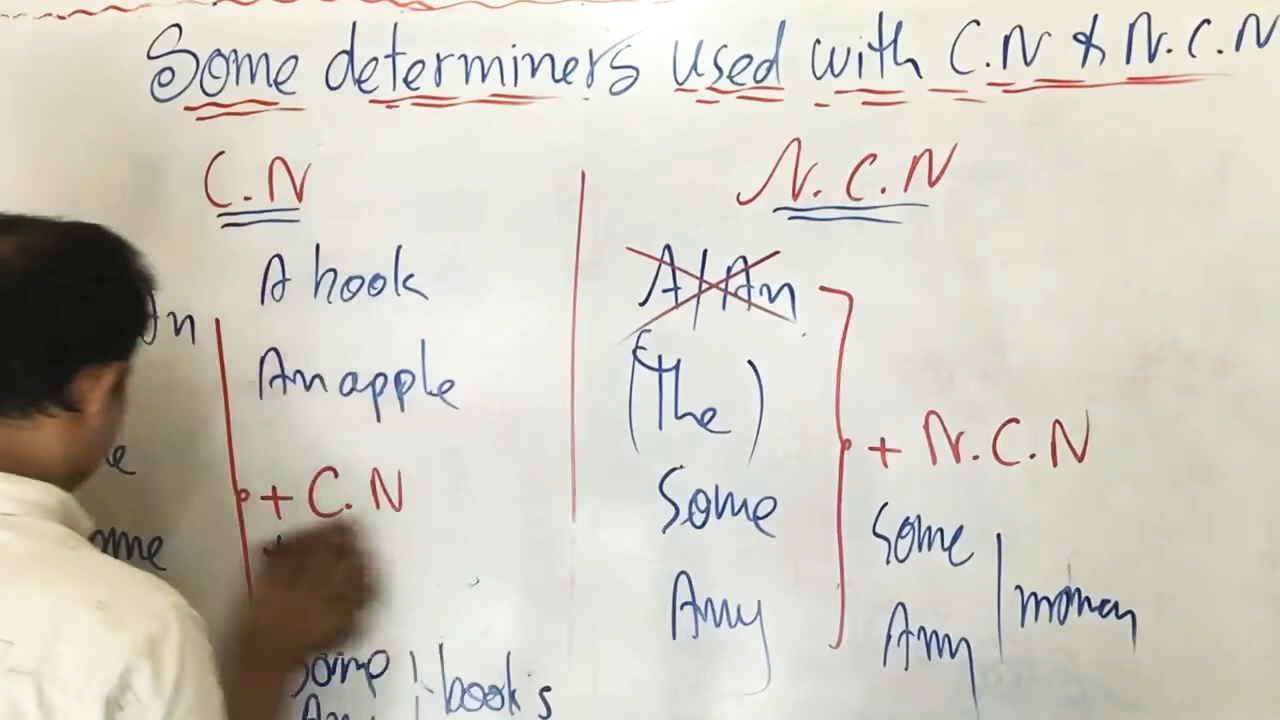 Some determiners used with C.N & N.C.N
C.N
A book
An apple
+ C.N
Some
books
N.C.N
A/An
(The)
Some
Any
+ N.C.N
Some
Any
money